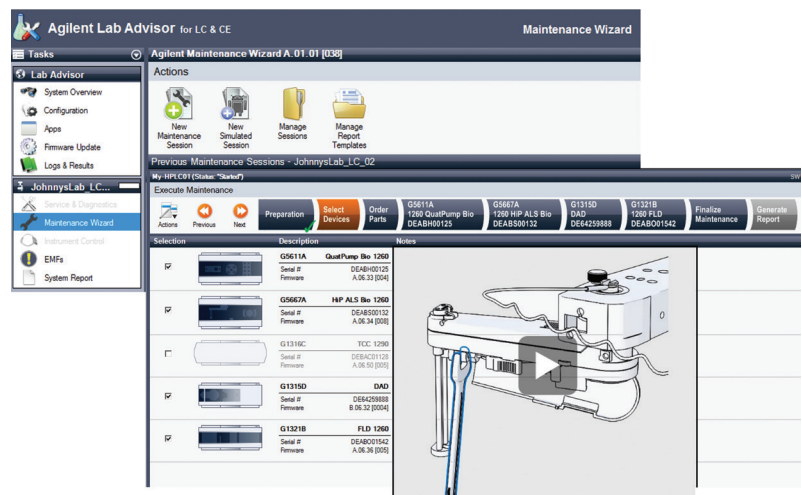 Agilent Lab Advisor for LC & CE
Maintenance Wizard
Tasks
Lab Advisor
System Overview
Configuration
Apps
Firmware Update
Logs & Results
JohnnysLab_LC...
Service & Diagnostics
Maintenance Wizard
Instrument Control
EMFs
System Report
Agilent Maintenance Wizard A.01.01 [038]
Actions
New
Maintenance
Session
New
Simulated
Session
Manage
Sessions
Manage
Report
Templates
Previous Maintenance Sessions - JohnnysLab_LC_02
My-HPLC01 (Status: "Started")
SW
Execute Maintenance
Actions
Previous
Next
Preparation
Select
Devices
Order
Parts
G5611A
1260 QuatPump Bio
DEABH00125
G5667A
1260 HiP ALS Bio
DEABS00132
G1315D
DAD
DE64259888
G1321B
1260 FLD
DEABO01542
Finalize
Maintenance
Generate
Report
Selection
Description
Notes
G5611A QuatPump Bio 1260
Serial # DEABH00125
Firmware A.06.33 [004]
G5667A HiP ALS Bio 1260
Serial # DEABS00132
Firmware A.06.34 [008]
G1316C TCC 1290
Serial # DEBAC01128
Firmware A.06.50 [005]
G1315D DAD
Serial # DE64259888
Firmware B.06.32 [0004]
G1321B FLD 1260
Serial # DEABO01542
Firmware A.06.36 [005]